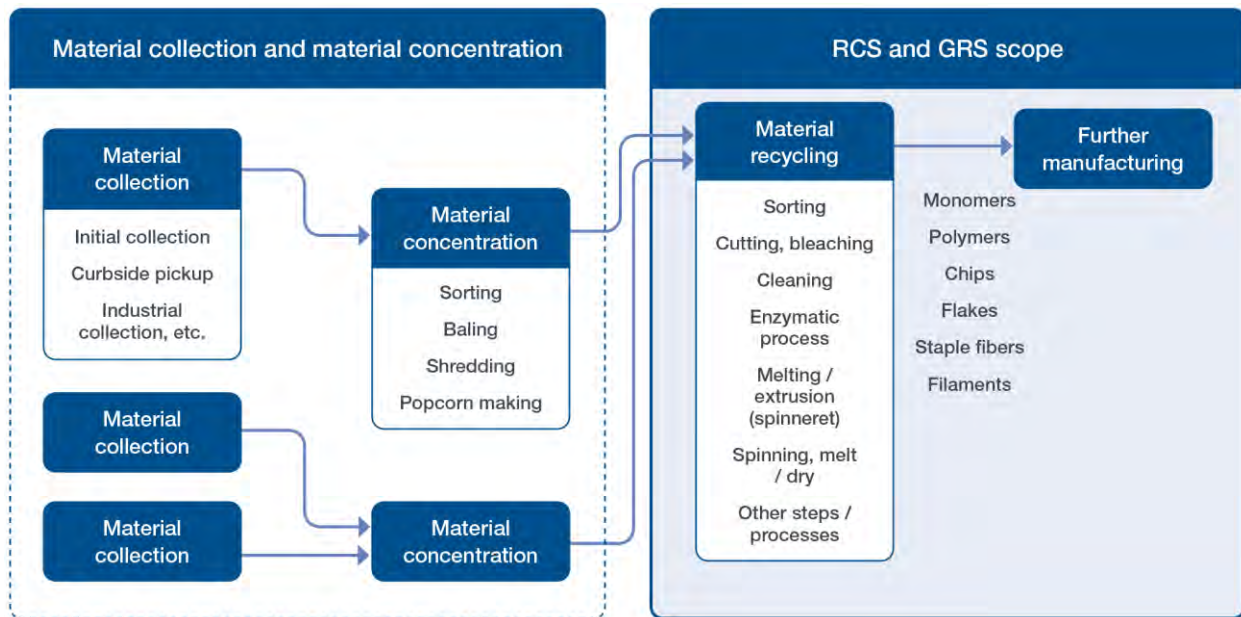 Material collection and material concentration
RCS and GRS scope
Material
collection
Initial collection
Curbside pickup
Industrial
collection, etc.
Material
concentration
Sorting
Baling
Shredding
Popcorn making
Material
collection
Material
collection
Material
concentration
Material
recycling
Sorting
Cutting, bleaching
Cleaning
Enzymatic
process
Melting /
extrusion
(spinneret)
Spinning, melt
/ dry
Other steps /
processes
Further
manufacturing
Monomers
Polymers
Chips
Flakes
Staple fibers
Filaments